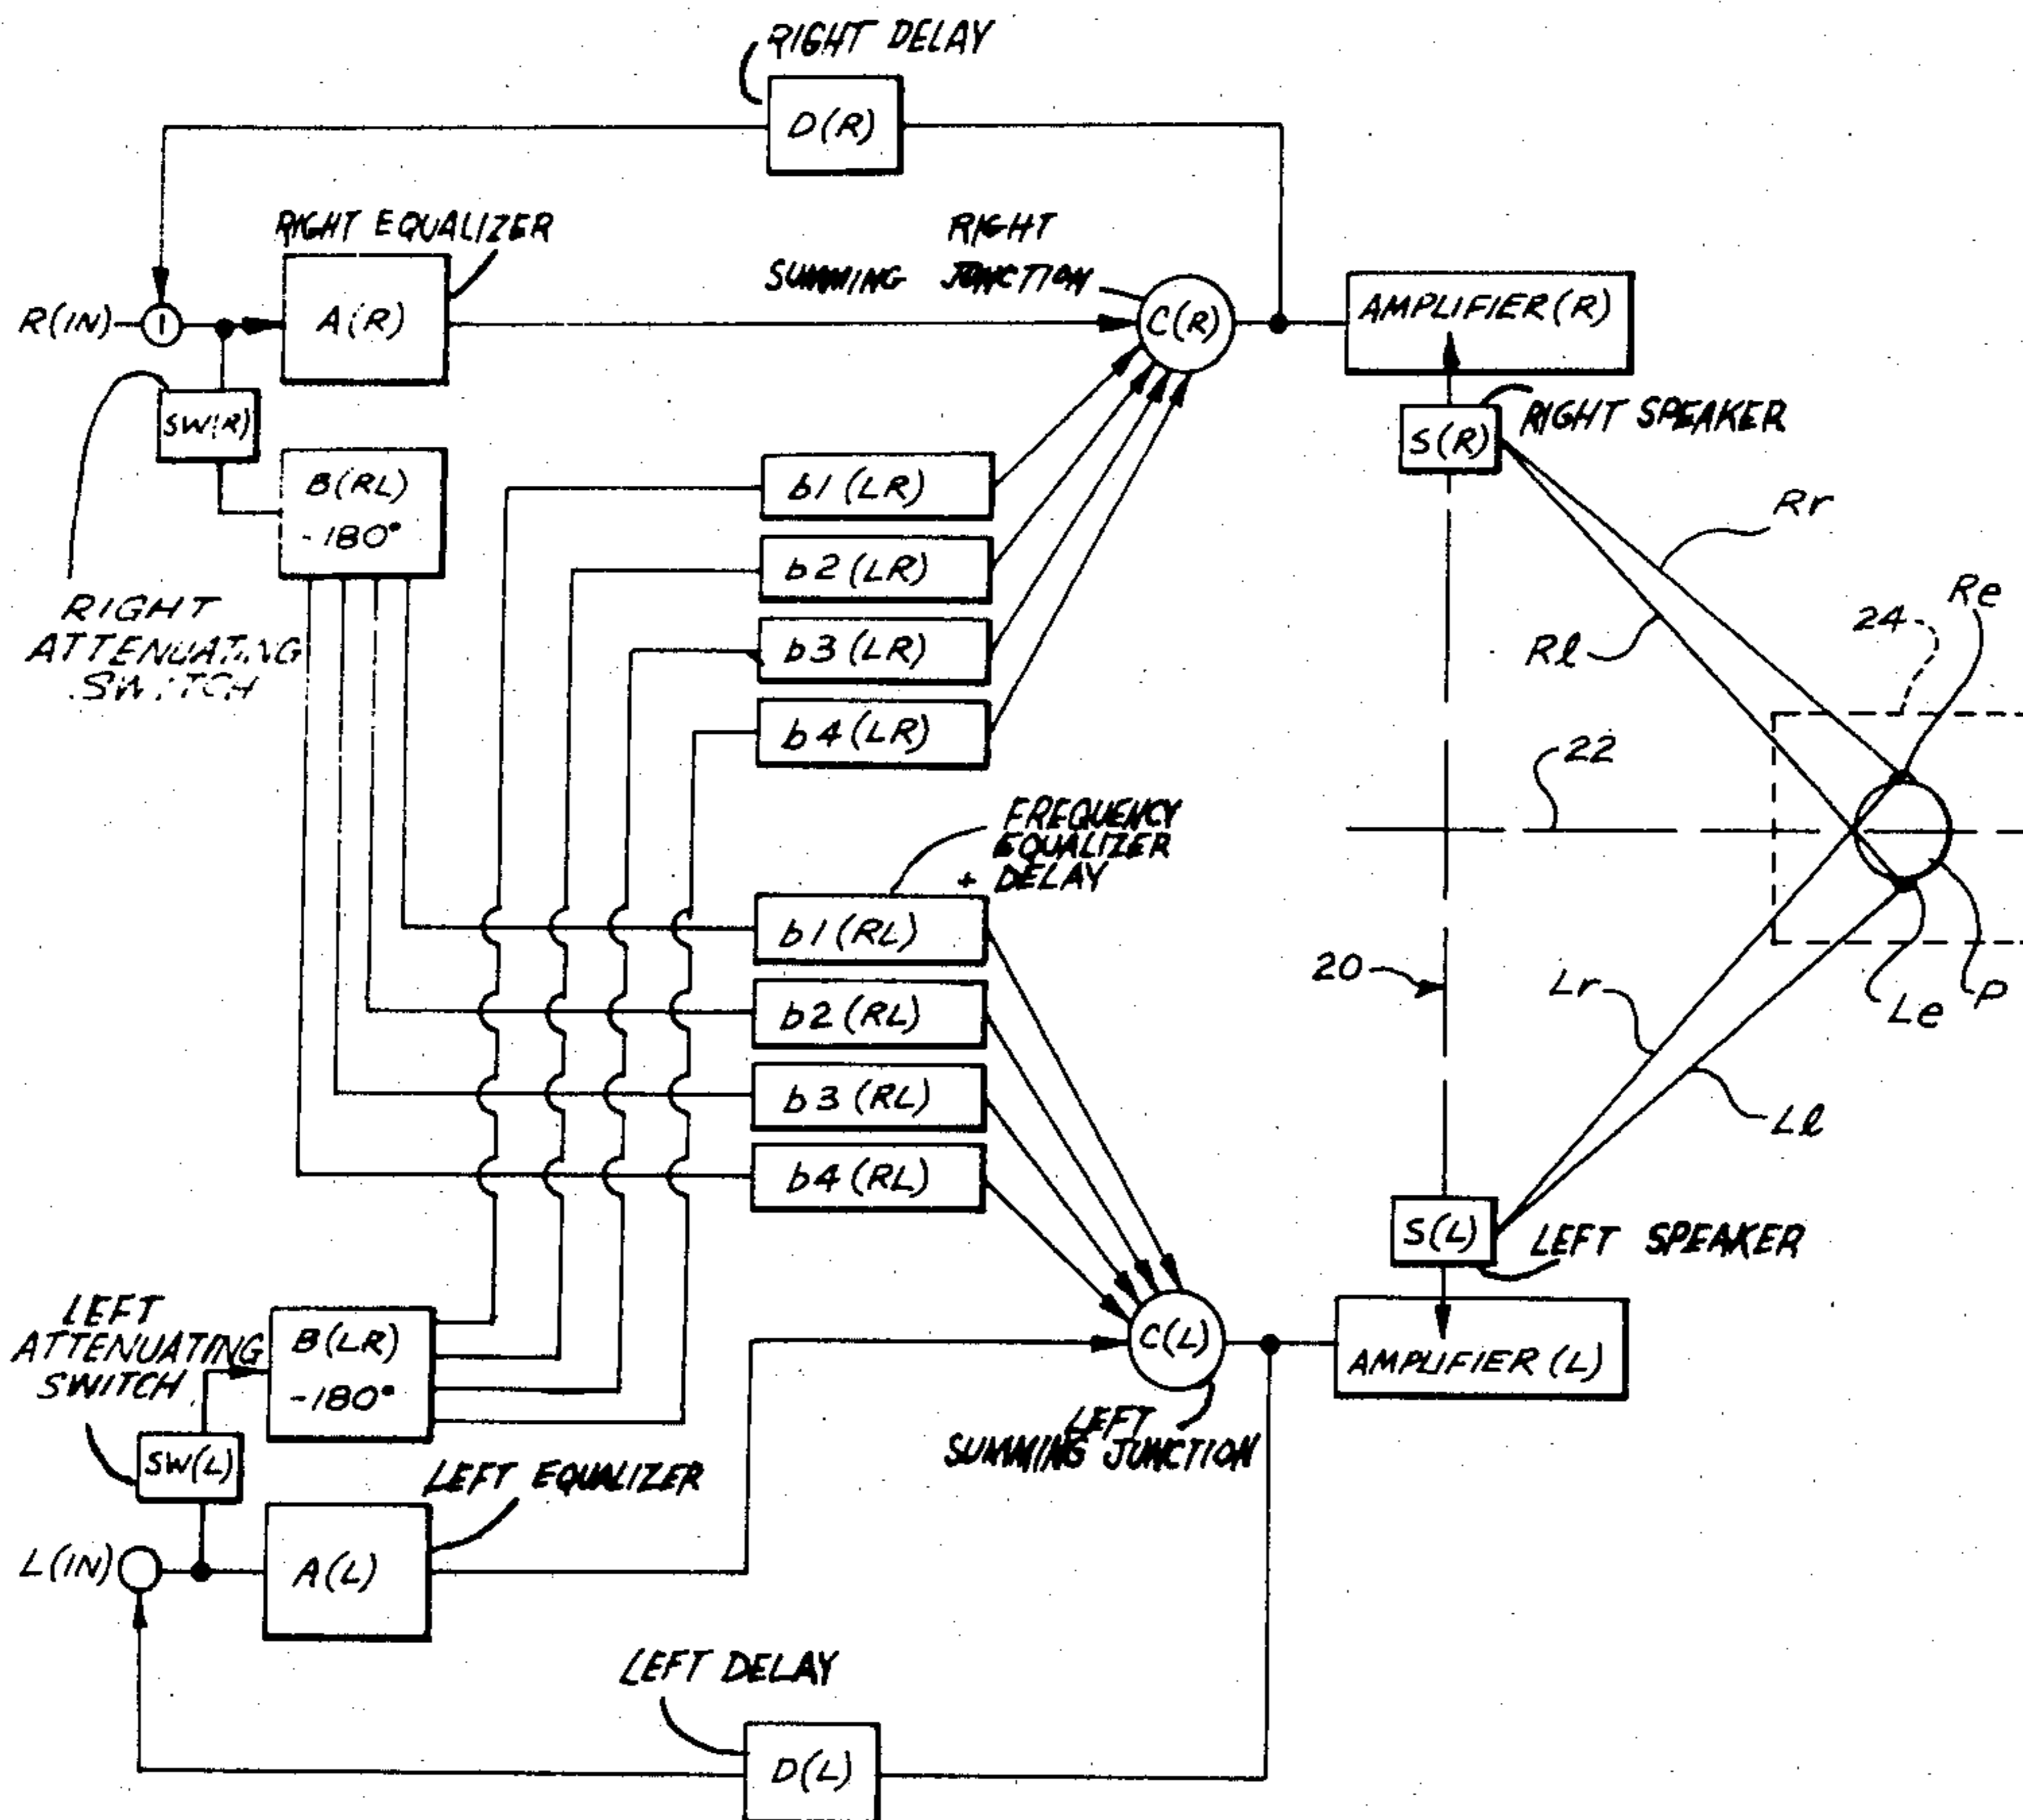 RIGHT DELAY
D(R)
RIGHT EQUALIZER
RIGHT
SUMMING JUNCTION
R(IN)
1
A(R)
C(R)
AMPLIFIER(R)
SW(R)
S(R)
RIGHT SPEAKER
B(RL)
-180°
b1(LR)
Rr
b2(LR)
RIGHT
ATTENUATING
SWITCH
b3(LR)
Rl
24
Re
b4(LR)
22
FREQUENCY
EQUALIZER
+ DELAY
b1(RL)
20
Lr
Le
P
b2(RL)
b3(RL)
Ll
b4(RL)
S(L)
LEFT SPEAKER
LEFT
ATTENUATING
SWITCH
B(LR)
-180°
C(L)
AMPLIFIER(L)
LEFT
SUMMING JUNCTION
SW(L)
LEFT EQUALIZER
L(IN)
A(L)
LEFT DELAY
D(L)